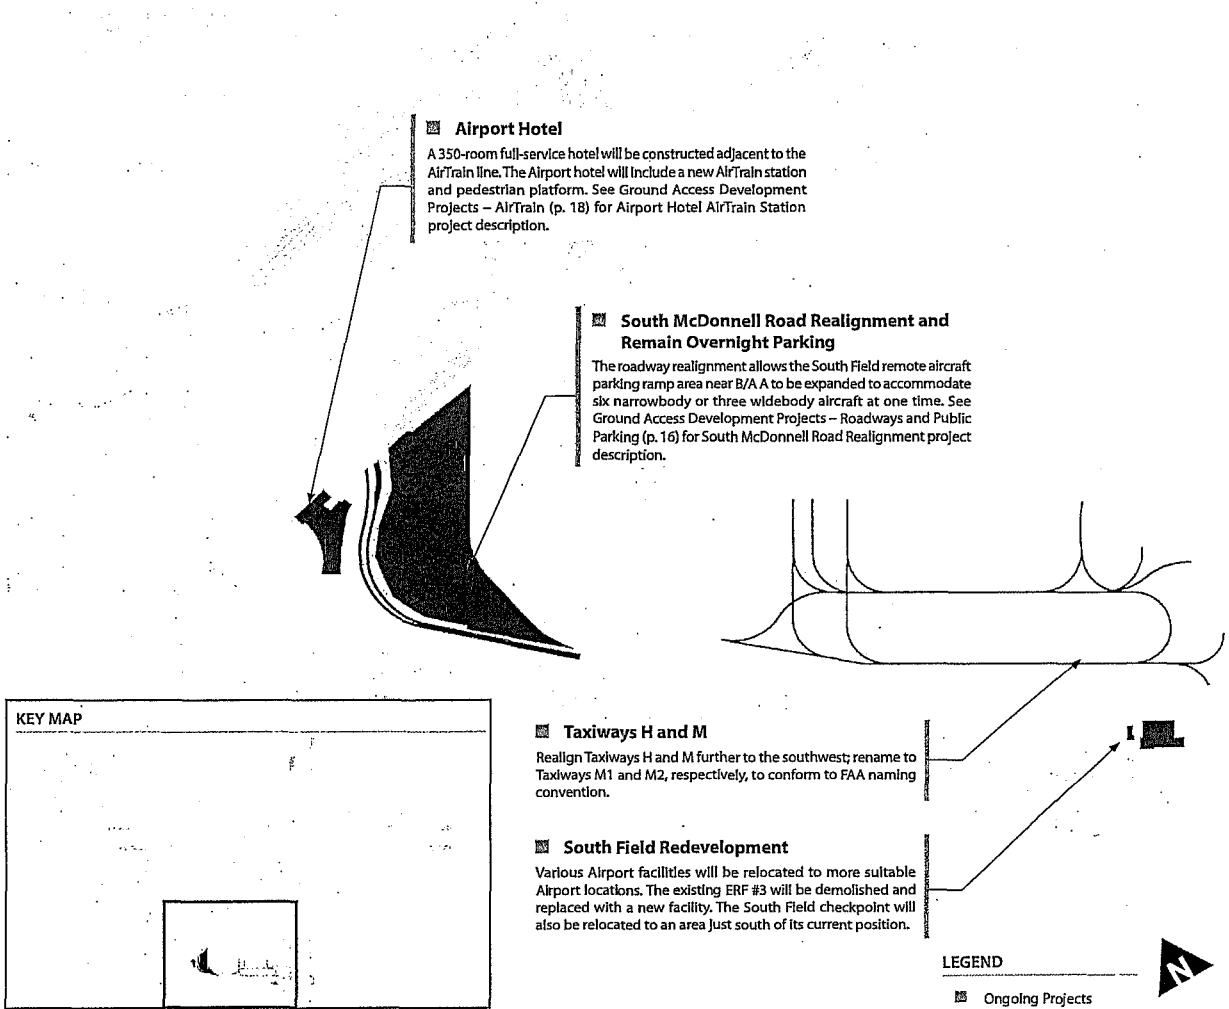 Airport Hotel
A 350-room full-service hotel will be constructed adjacent to the
AirTrain line. The Airport hotel will include a new AirTrain station
and pedestrian platform. See Ground Access Development
Projects – AirTrain (p. 18) for Airport Hotel AirTrain Station
project description.
South McDonnell Road Realignment and
Remain Overnight Parking
The roadway realignment allows the South Field remote aircraft
parking ramp area near B/A A to be expanded to accommodate
six narrowbody or three widebody aircraft at one time. See
Ground Access Development Projects – Roadways and Public
Parking (p. 16) for South McDonnell Road Realignment project
description.
KEY MAP
Taxiways H and M
Realign Taxiways H and M further to the southwest; rename to
Taxiways M1 and M2, respectively, to conform to FAA naming
convention.
South Field Redevelopment
Various Airport facilities will be relocated to more suitable
Airport locations. The existing ERF #3 will be demolished and
replaced with a new facility. The South Field checkpoint will
also be relocated to an area just south of its current position.
LEGEND
N
Ongoing Projects